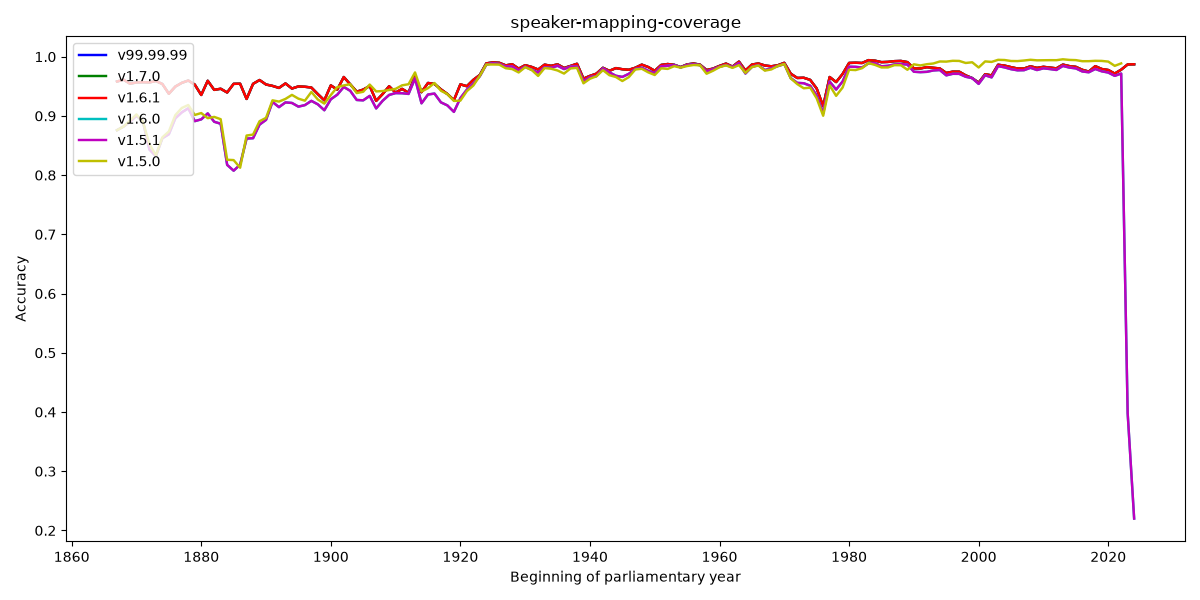 speaker-mapping-coverage
v99.99.99
v1.7.0
v1.6.1
v1.6.0
v1.5.1
v1.5.0
1.0
0.9
0.8
0.7
0.6
0.5
0.4
0.3
0.2
Accuracy
1860 1880 1900 1920 1940 1960 1980 2000 2020
Beginning of parliamentary year